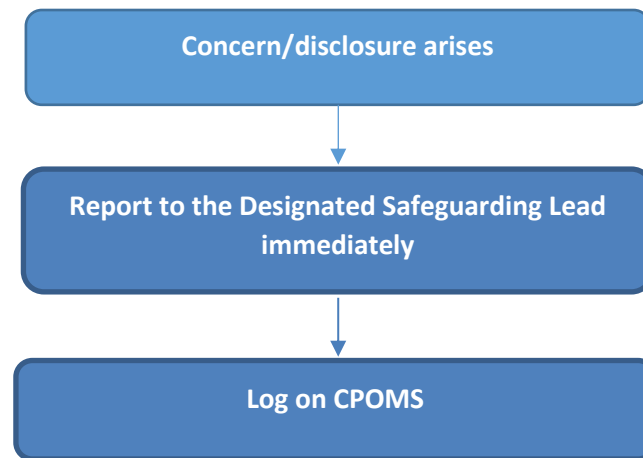 Concern/disclosure arises
Report to the Designated Safeguarding Lead
immediately
Log on CPOMS